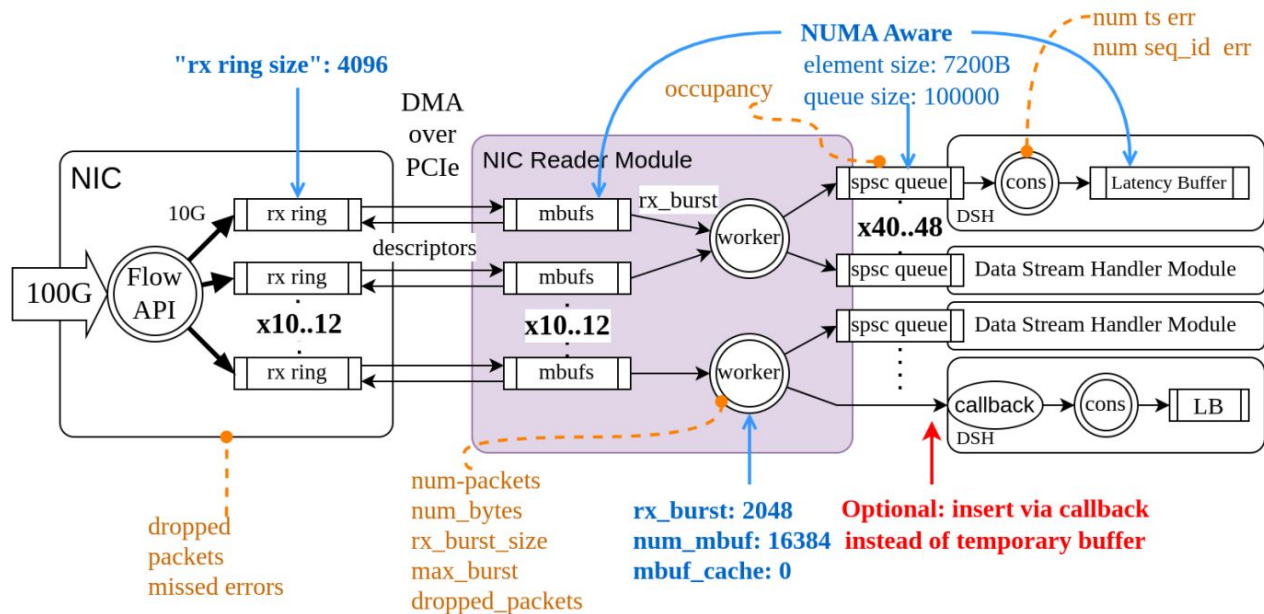 num ts err
num seq_id err
NUMA Aware
element size: 7200B
queue size: 100000
"rx ring size": 4096
occupancy
DMA
over
PCIe
NIC
NIC Reader Module
10G
rx ring
mbufs
rx_burst
spsc queue
cons
Latency Buffer
DSH
x40..48
worker
descriptors
100G
Flow
API
rx ring
mbufs
spsc queue
Data Stream Handler Module
x10..12
x10..12
spsc queue
Data Stream Handler Module
rx ring
mbufs
worker
callback
cons
LB
DSH
dropped
packets
missed errors
num-packets
num_bytes
rx_burst_size
max_burst
dropped_packets
rx_burst: 2048
num_mbuf: 16384
mbuf_cache: 0
Optional: insert via callback
instead of temporary buffer